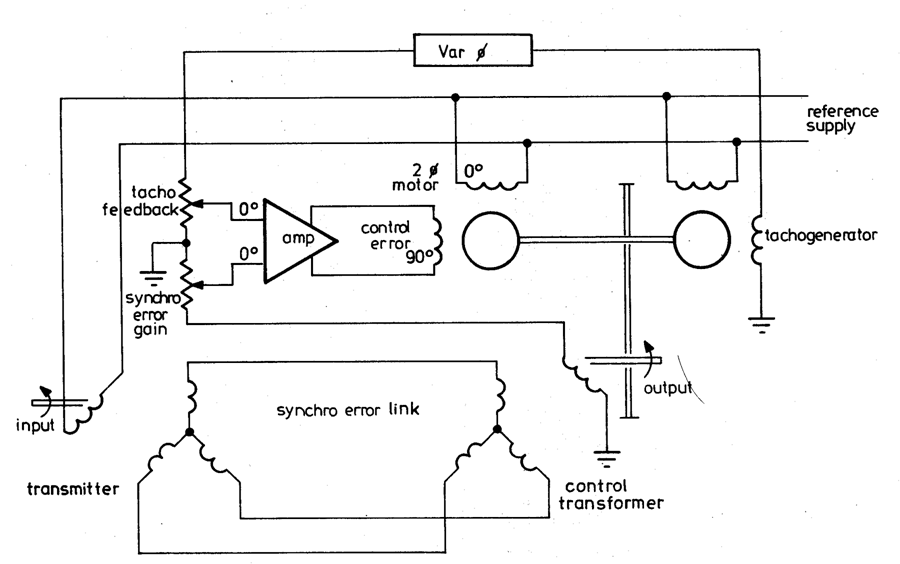 Var ϕ
reference
supply
2 ϕ
motor
0°
tacho
feedback
0°
amp
control
error
90°
0°
tachogenerator
synchro
error
gain
input
synchro error link
output
transmitter
control
transformer